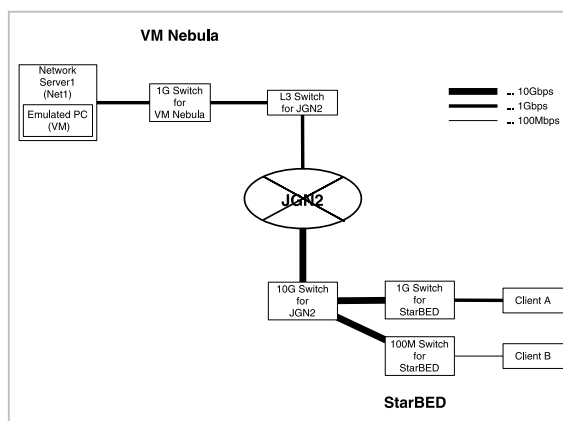 VM Nebula
Network
Server1
(Net1)
Emulated PC
(VM)
1G Switch
for
VM Nebula
L3 Switch
for JGN2
... 10Gbps
... 1Gbps
... 100Mbps
JGN2
10G Switch
for
JGN2
1G Switch
for
StarBED
Client A
100M Switch
for
StarBED
Client B
StarBED